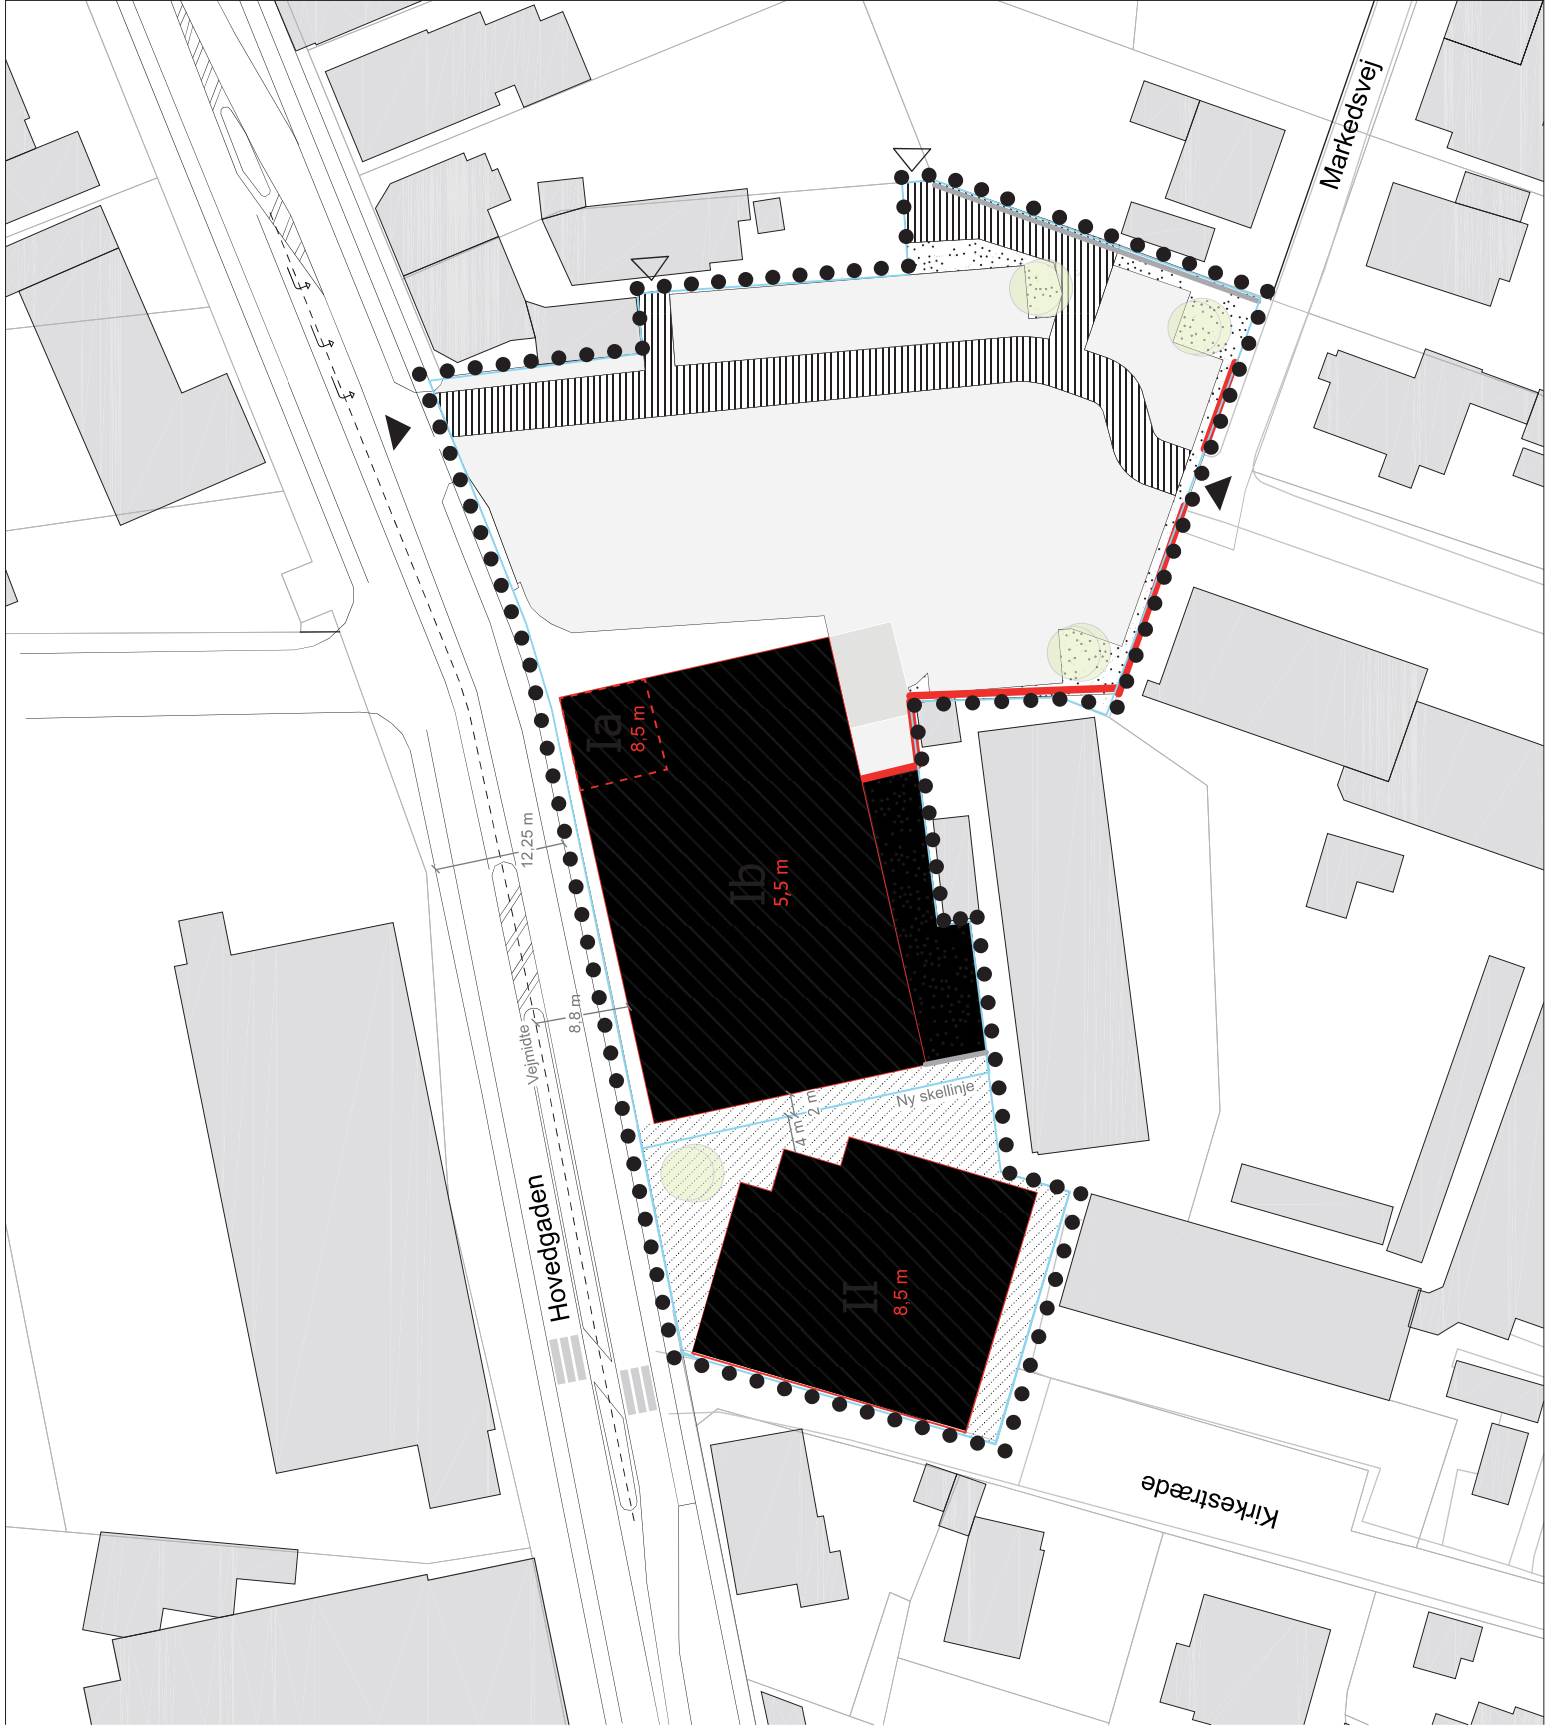 Markedsvej
Ia
8,5 m
12,25 m
Ib
5,5 m
8,8 m
Vejmidte
Ny skellinje
2 m
4 m
Hovedgaden
II
8,5 m
Kirkestræde